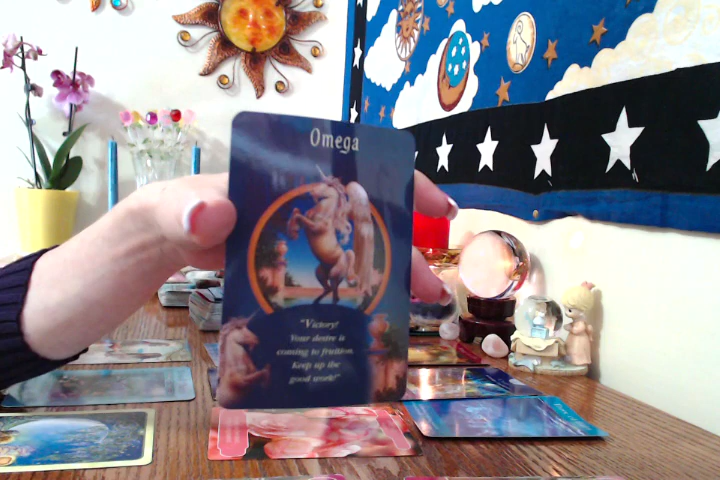 Omega
"Victory!
Your desire is
coming to fruition.
Keep up the
good work!"